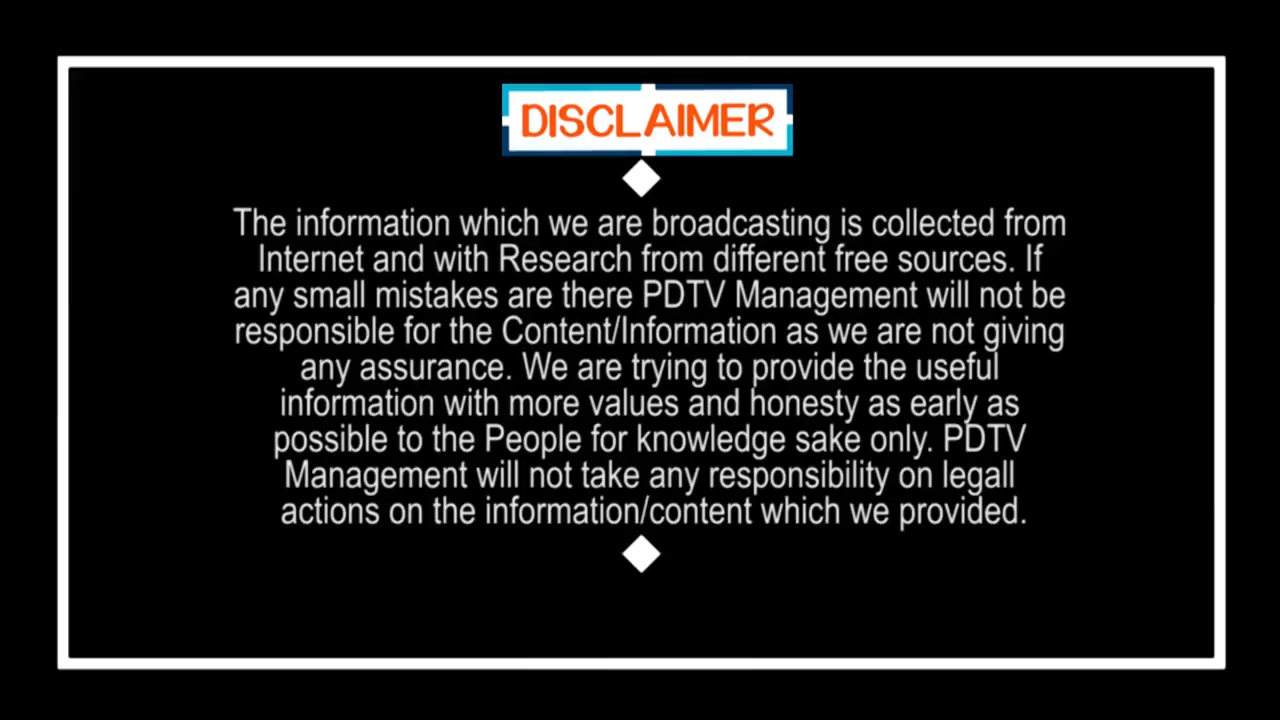 DISCLAIMER
The information which we are broadcasting is collected from
Internet and with Research from different free sources. If
any small mistakes are there PDTV Management will not be
responsible for the Content/Information as we are not giving
any assurance. We are trying to provide the useful
information with more values and honesty as early as
possible to the People for knowledge sake only. PDTV
Management will not take any responsibility on legall
actions on the information/content which we provided.